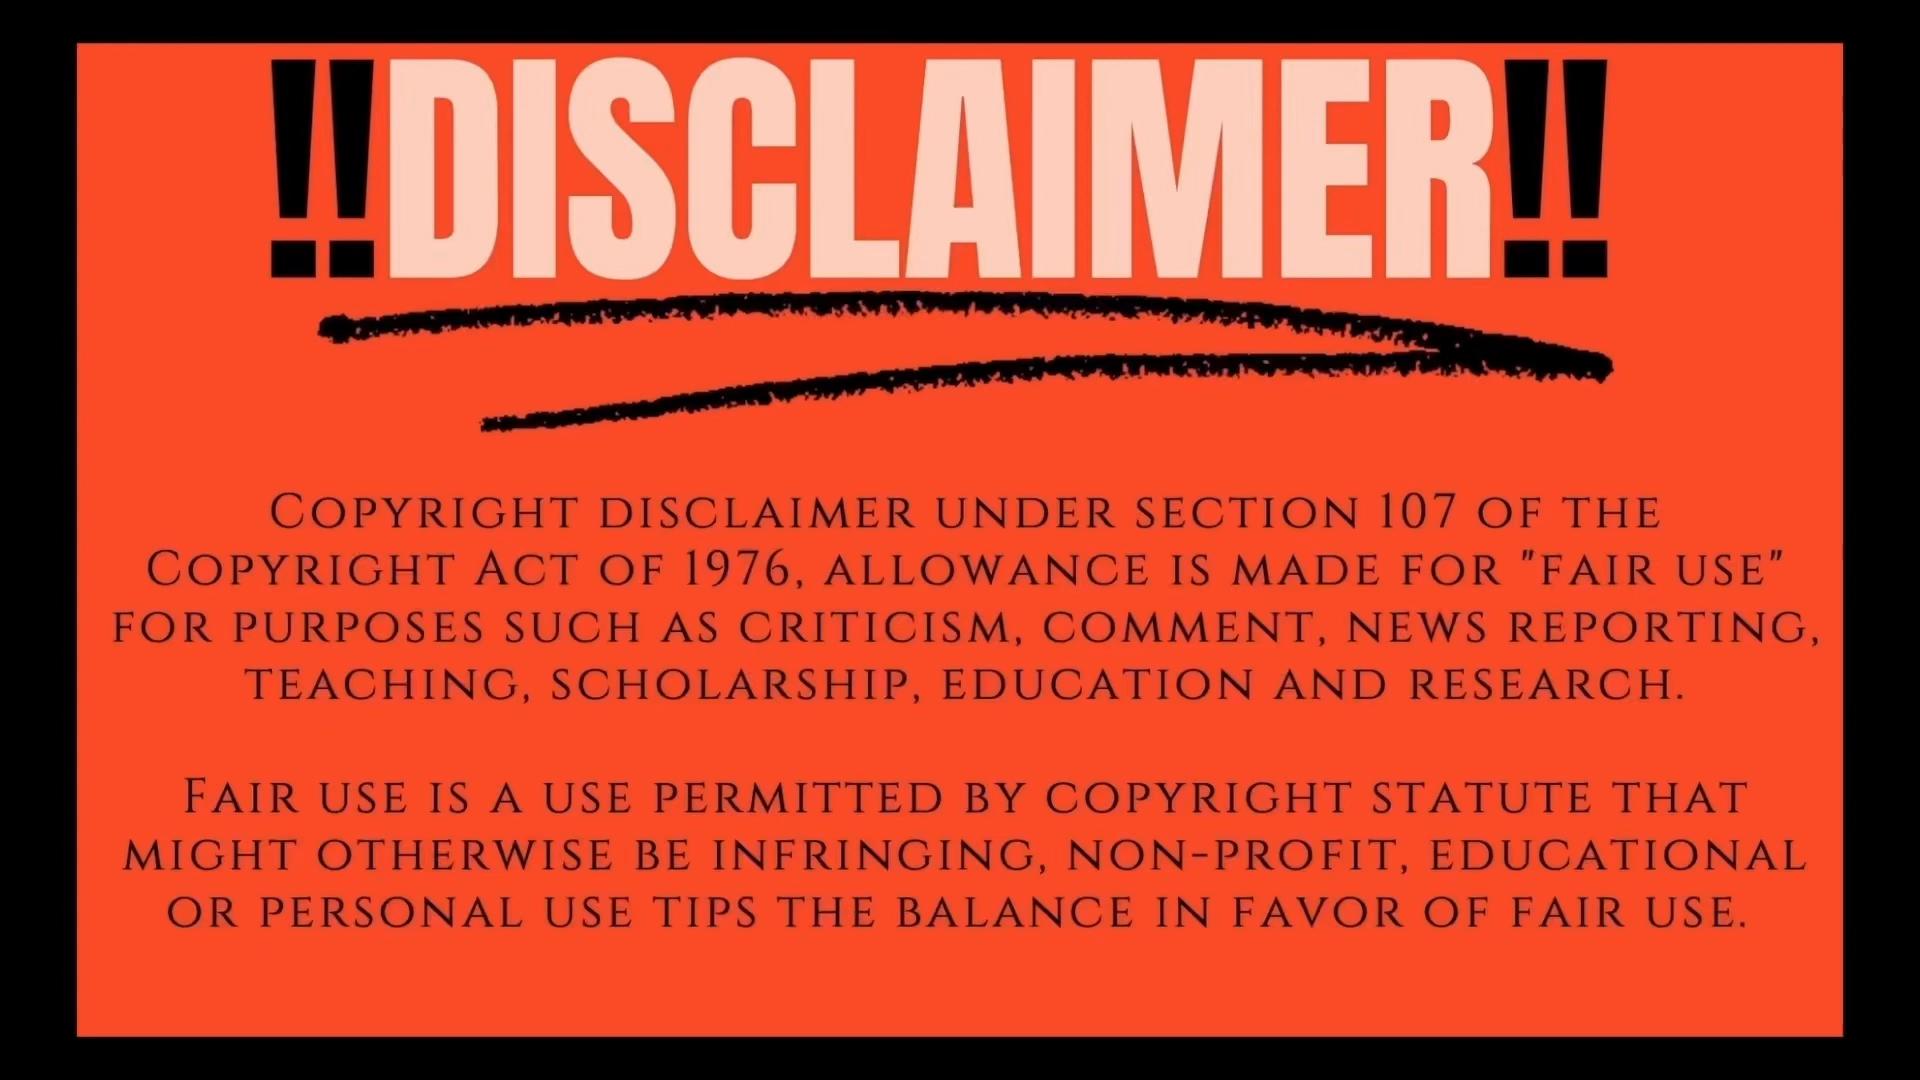 !!DISCLAIMER!!
Copyright disclaimer under section 107 of the
Copyright Act of 1976, allowance is made for "fair use"
for purposes such as criticism, comment, news reporting,
teaching, scholarship, education and research.
Fair use is a use permitted by copyright statute that
might otherwise be infringing, non-profit, educational
or personal use tips the balance in favor of fair use.